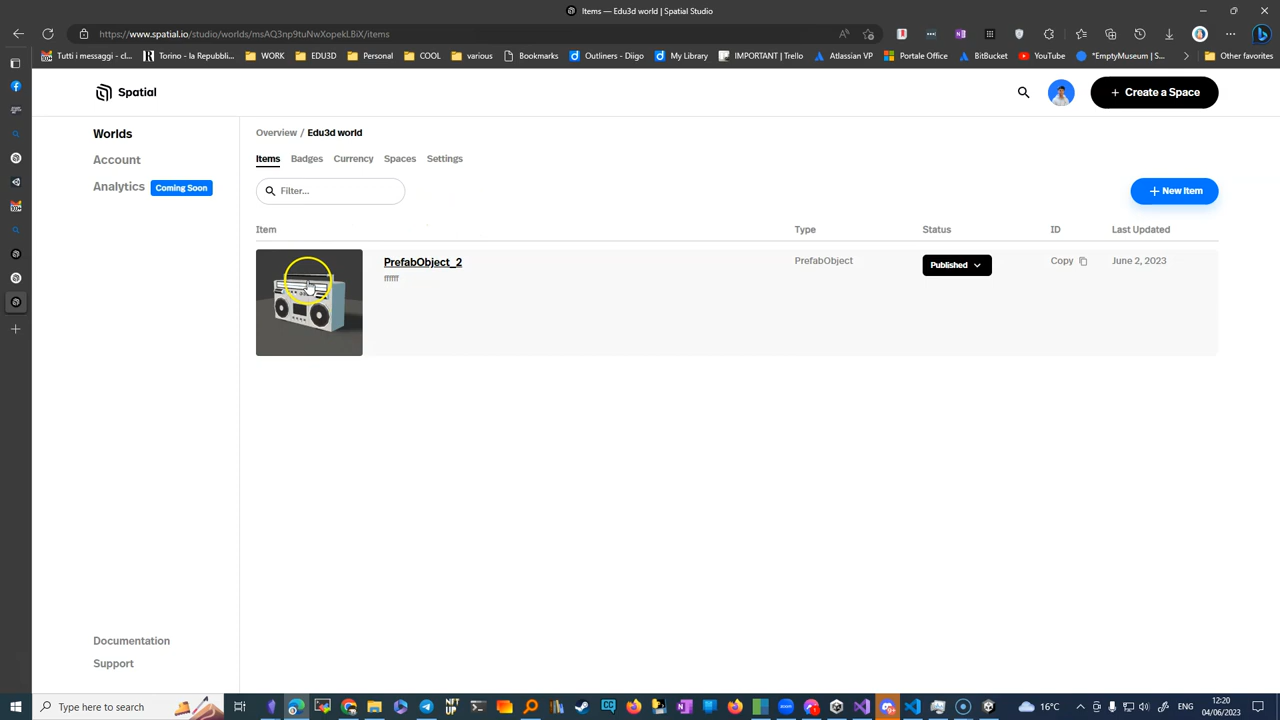 Items — Edu3d world | Spatial Studio
https://www.spatial.io/studio/worlds/msAQ3np9tuNwXopekLBiX/items
Tutti i messaggi - cl... Torino - la Repubbli... WORK EDU3D Personal COOL various Bookmarks Outliners - Diigo My Library IMPORTANT | Trello Atlassian VP Portale Office BitBucket YouTube *EmptyMuseum | S... Other favorites
Spatial
+ Create a Space
Worlds
Account
Analytics Coming Soon
Overview / Edu3d world
Items Badges Currency Spaces Settings
Filter...
+ New Item
Item Type Status ID Last Updated
PrefabObject_2 PrefabObject Published Copy June 2, 2023
ffffff
Documentation
Support
Type here to search
16°C
ENG
12:20
04/06/2023